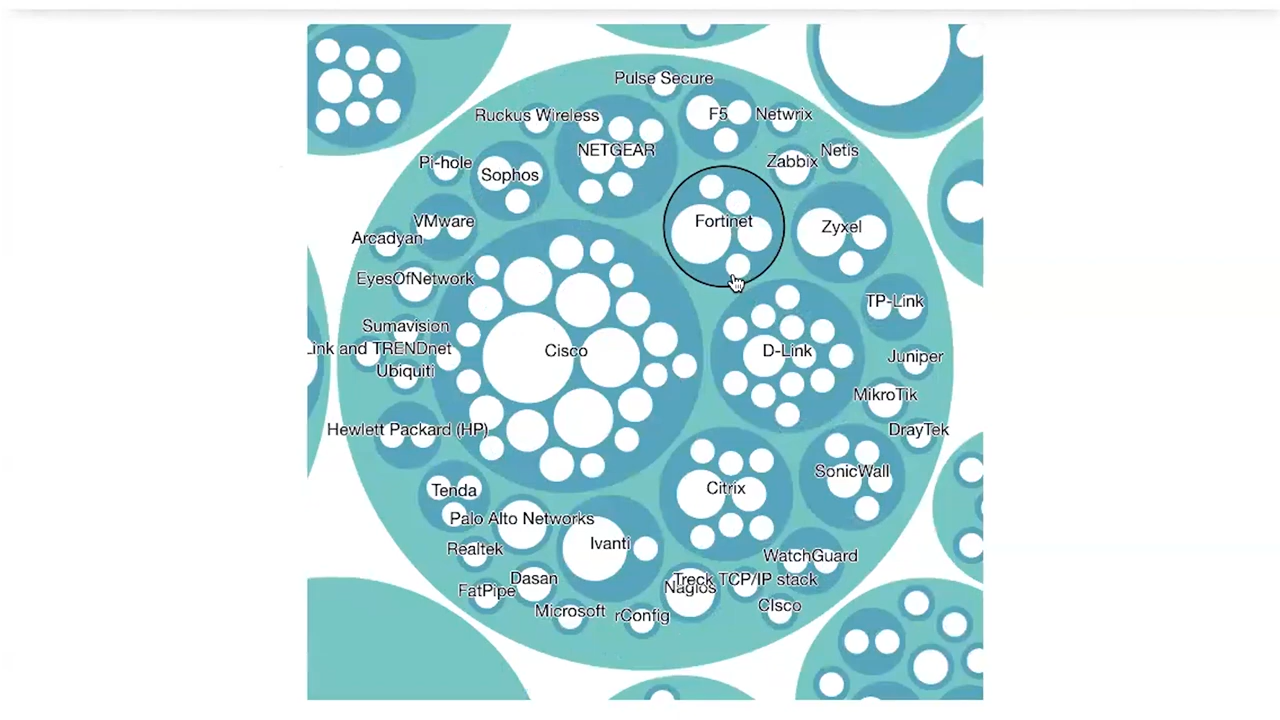 Pulse Secure
Ruckus Wireless
F5
Netwrix
NETGEAR
Pi-hole
Sophos
Zabbix
Netis
VMware
Fortinet
Zyxel
Arcadyan
EyesOfNetwork
TP-Link
Sumavision
Link and TRENDnet
Cisco
D-Link
Juniper
Ubiquiti
MikroTik
Hewlett Packard (HP)
DrayTek
SonicWall
Tenda
Citrix
Palo Alto Networks
Realtek
Ivanti
WatchGuard
Dasan
Treck TCP/IP stack
FatPipe
Nagios
Microsoft
rConfig
CIsco